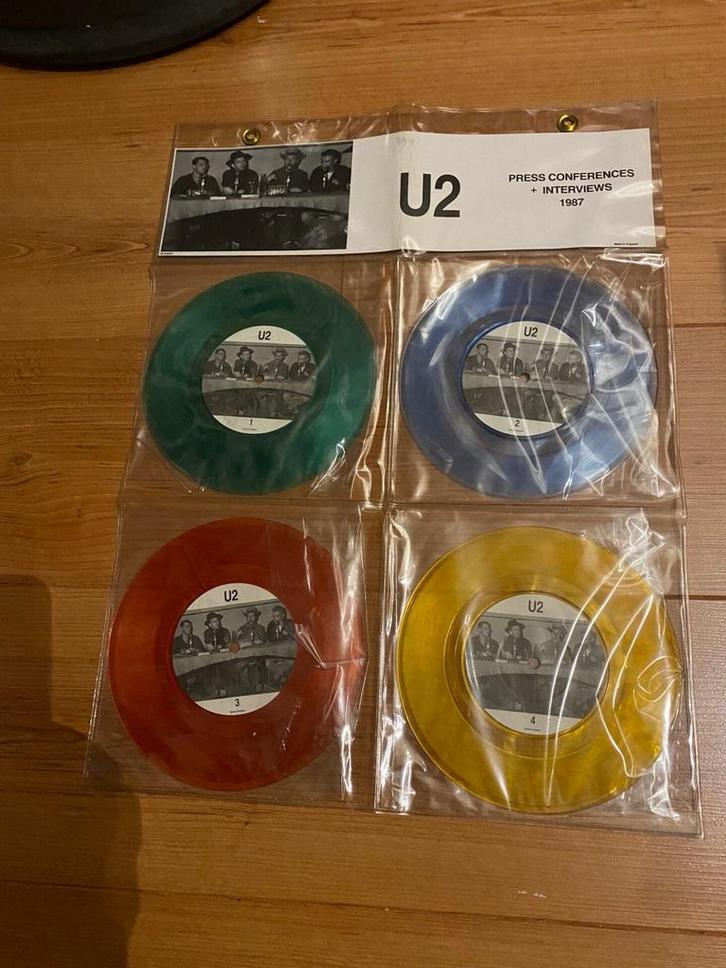 U2
PRESS CONFERENCES
+ INTERVIEWS
1987
U2
1
U2
2
U2
3
U2
4